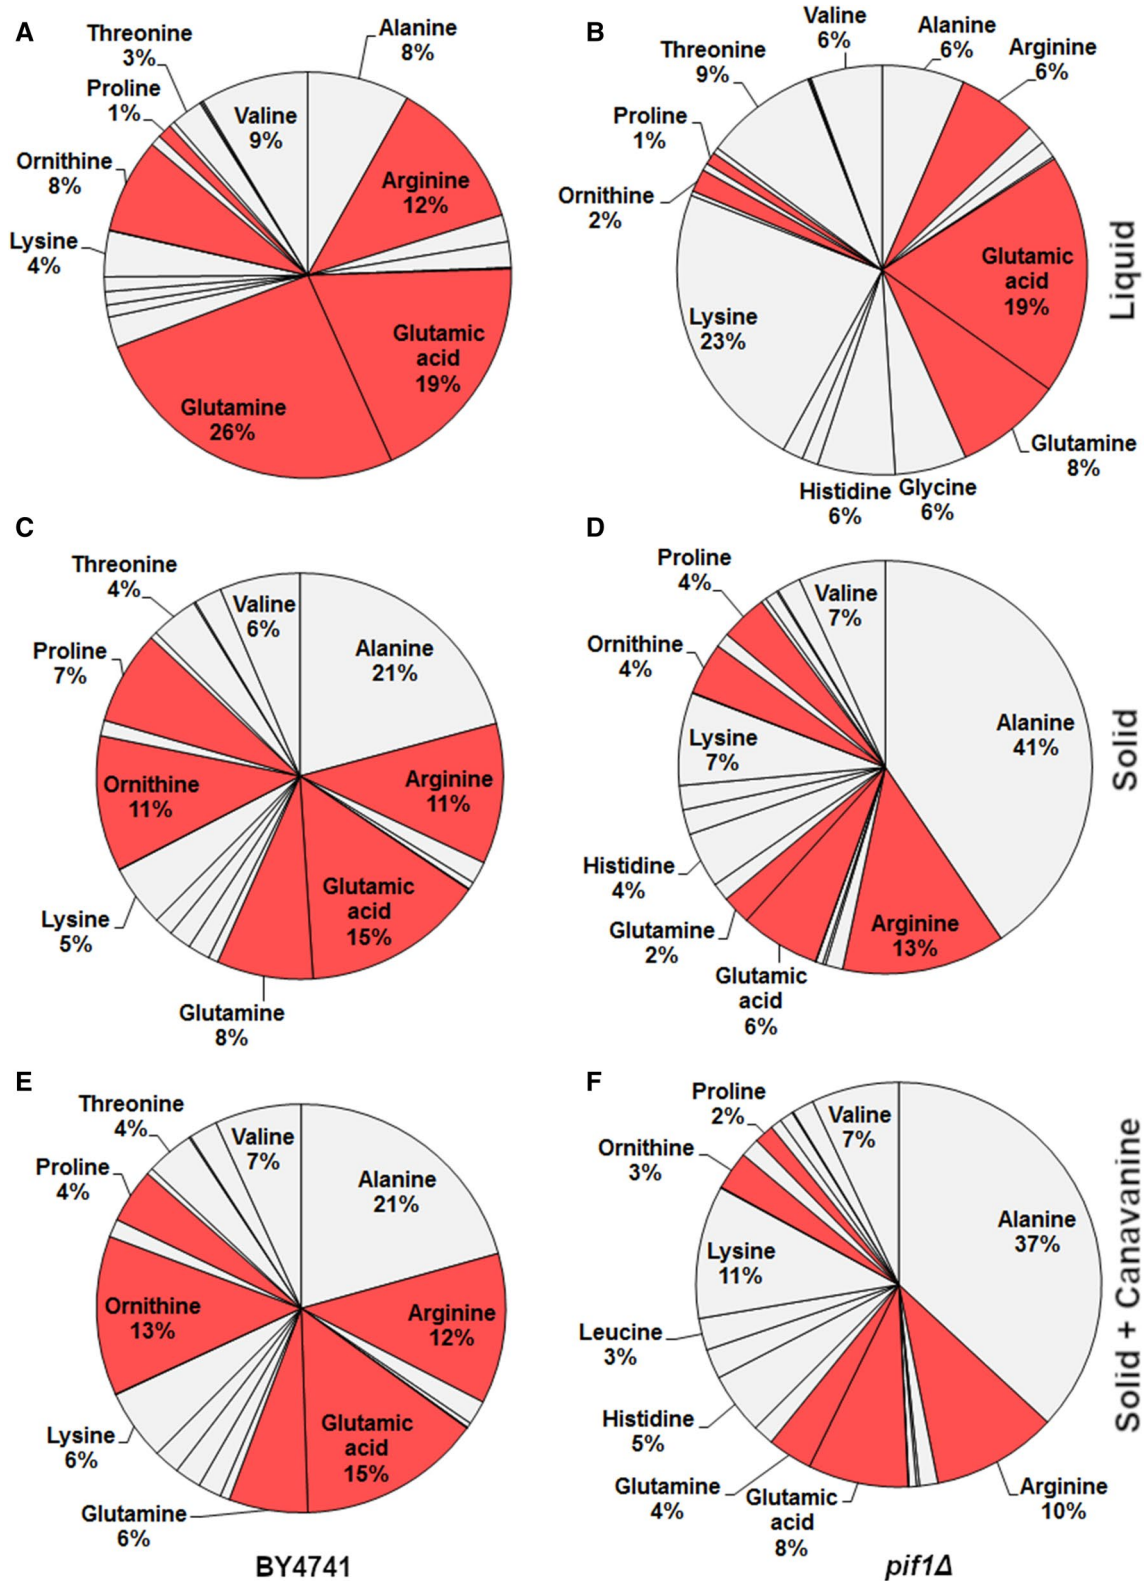 A
Threonine
3%
Alanine
8%
Proline
1%
Valine
9%
Ornithine
8%
Arginine
12%
Lysine
4%
Glutamic
acid
19%
Glutamine
26%
B
Valine
6%
Alanine
6%
Arginine
6%
Threonine
9%
Proline
1%
Ornithine
2%
Glutamic
acid
19%
Lysine
23%
Glutamine
8%
Histidine
6%
Glycine
6%
Liquid
C
Threonine
4%
Valine
6%
Alanine
21%
Proline
7%
Ornithine
11%
Arginine
11%
Glutamic
acid
15%
Lysine
5%
Glutamine
8%
D
Proline
4%
Valine
7%
Ornithine
4%
Alanine
41%
Lysine
7%
Histidine
4%
Glutamine
2%
Arginine
13%
Glutamic
acid
6%
Solid
E
Threonine
4%
Valine
7%
Alanine
21%
Proline
4%
Ornithine
13%
Arginine
12%
Lysine
6%
Glutamic
acid
15%
Glutamine
6%
BY4741
F
Proline
2%
Valine
7%
Ornithine
3%
Alanine
37%
Lysine
11%
Leucine
3%
Histidine
5%
Glutamine
4%
Glutamic
acid
8%
Arginine
10%
Solid + Canavanine
pif1Δ